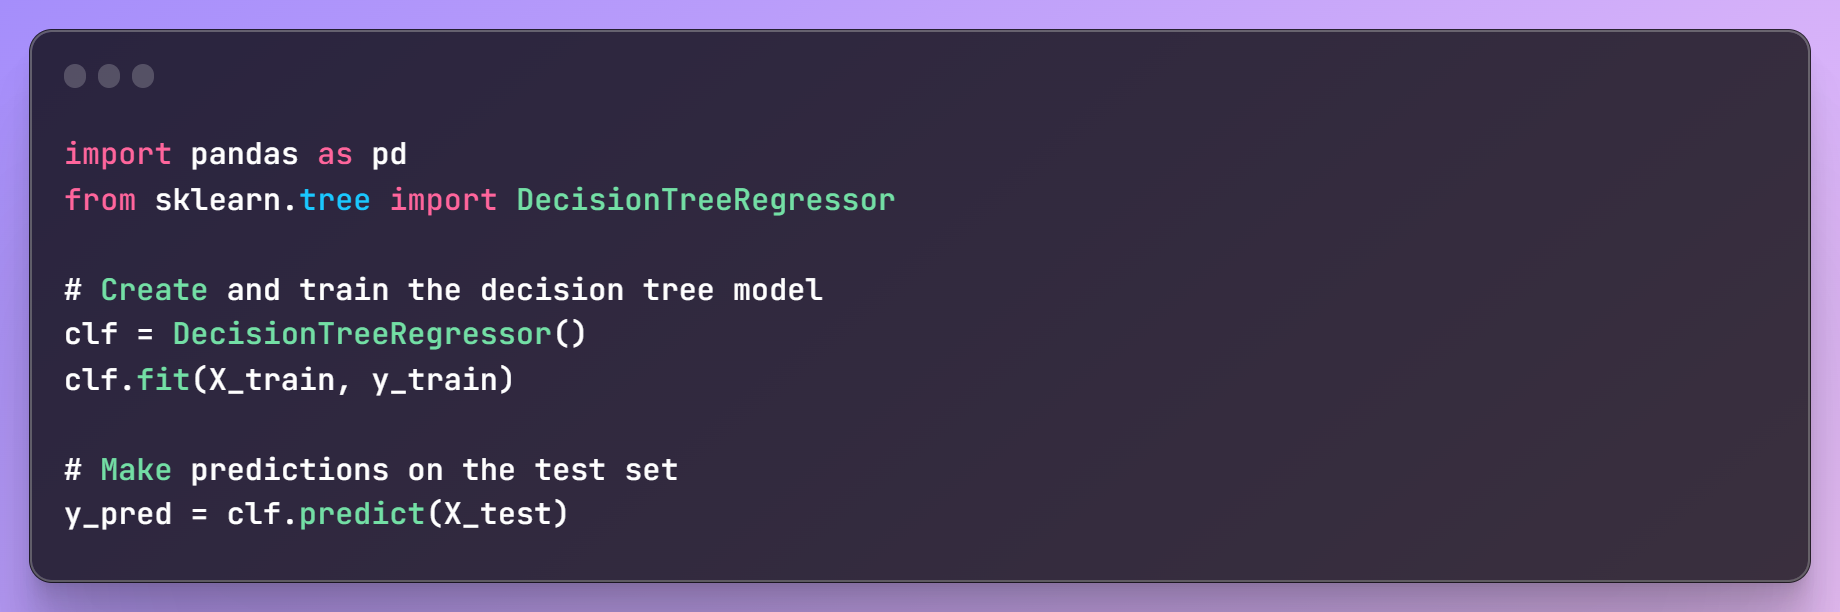 import pandas as pd
from sklearn.tree import DecisionTreeRegressor
# Create and train the decision tree model
clf = DecisionTreeRegressor()
clf.fit(X_train, y_train)
# Make predictions on the test set
y_pred = clf.predict(X_test)